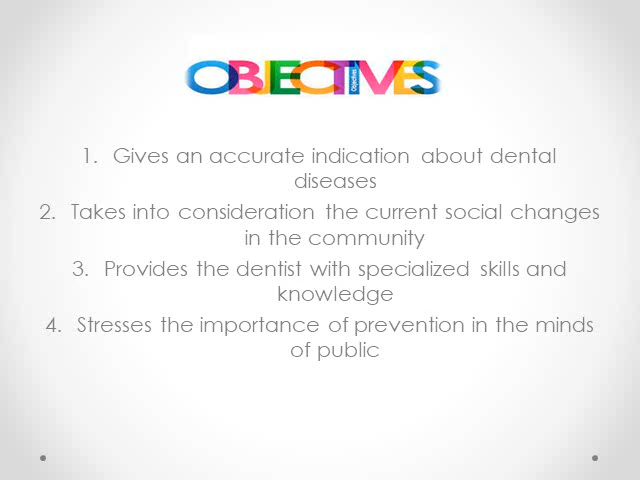 OBJECTIVES
Objectives
1. Gives an accurate indication about dental
diseases
2. Takes into consideration the current social changes
in the community
3. Provides the dentist with specialized skills and
knowledge
4. Stresses the importance of prevention in the minds
of public